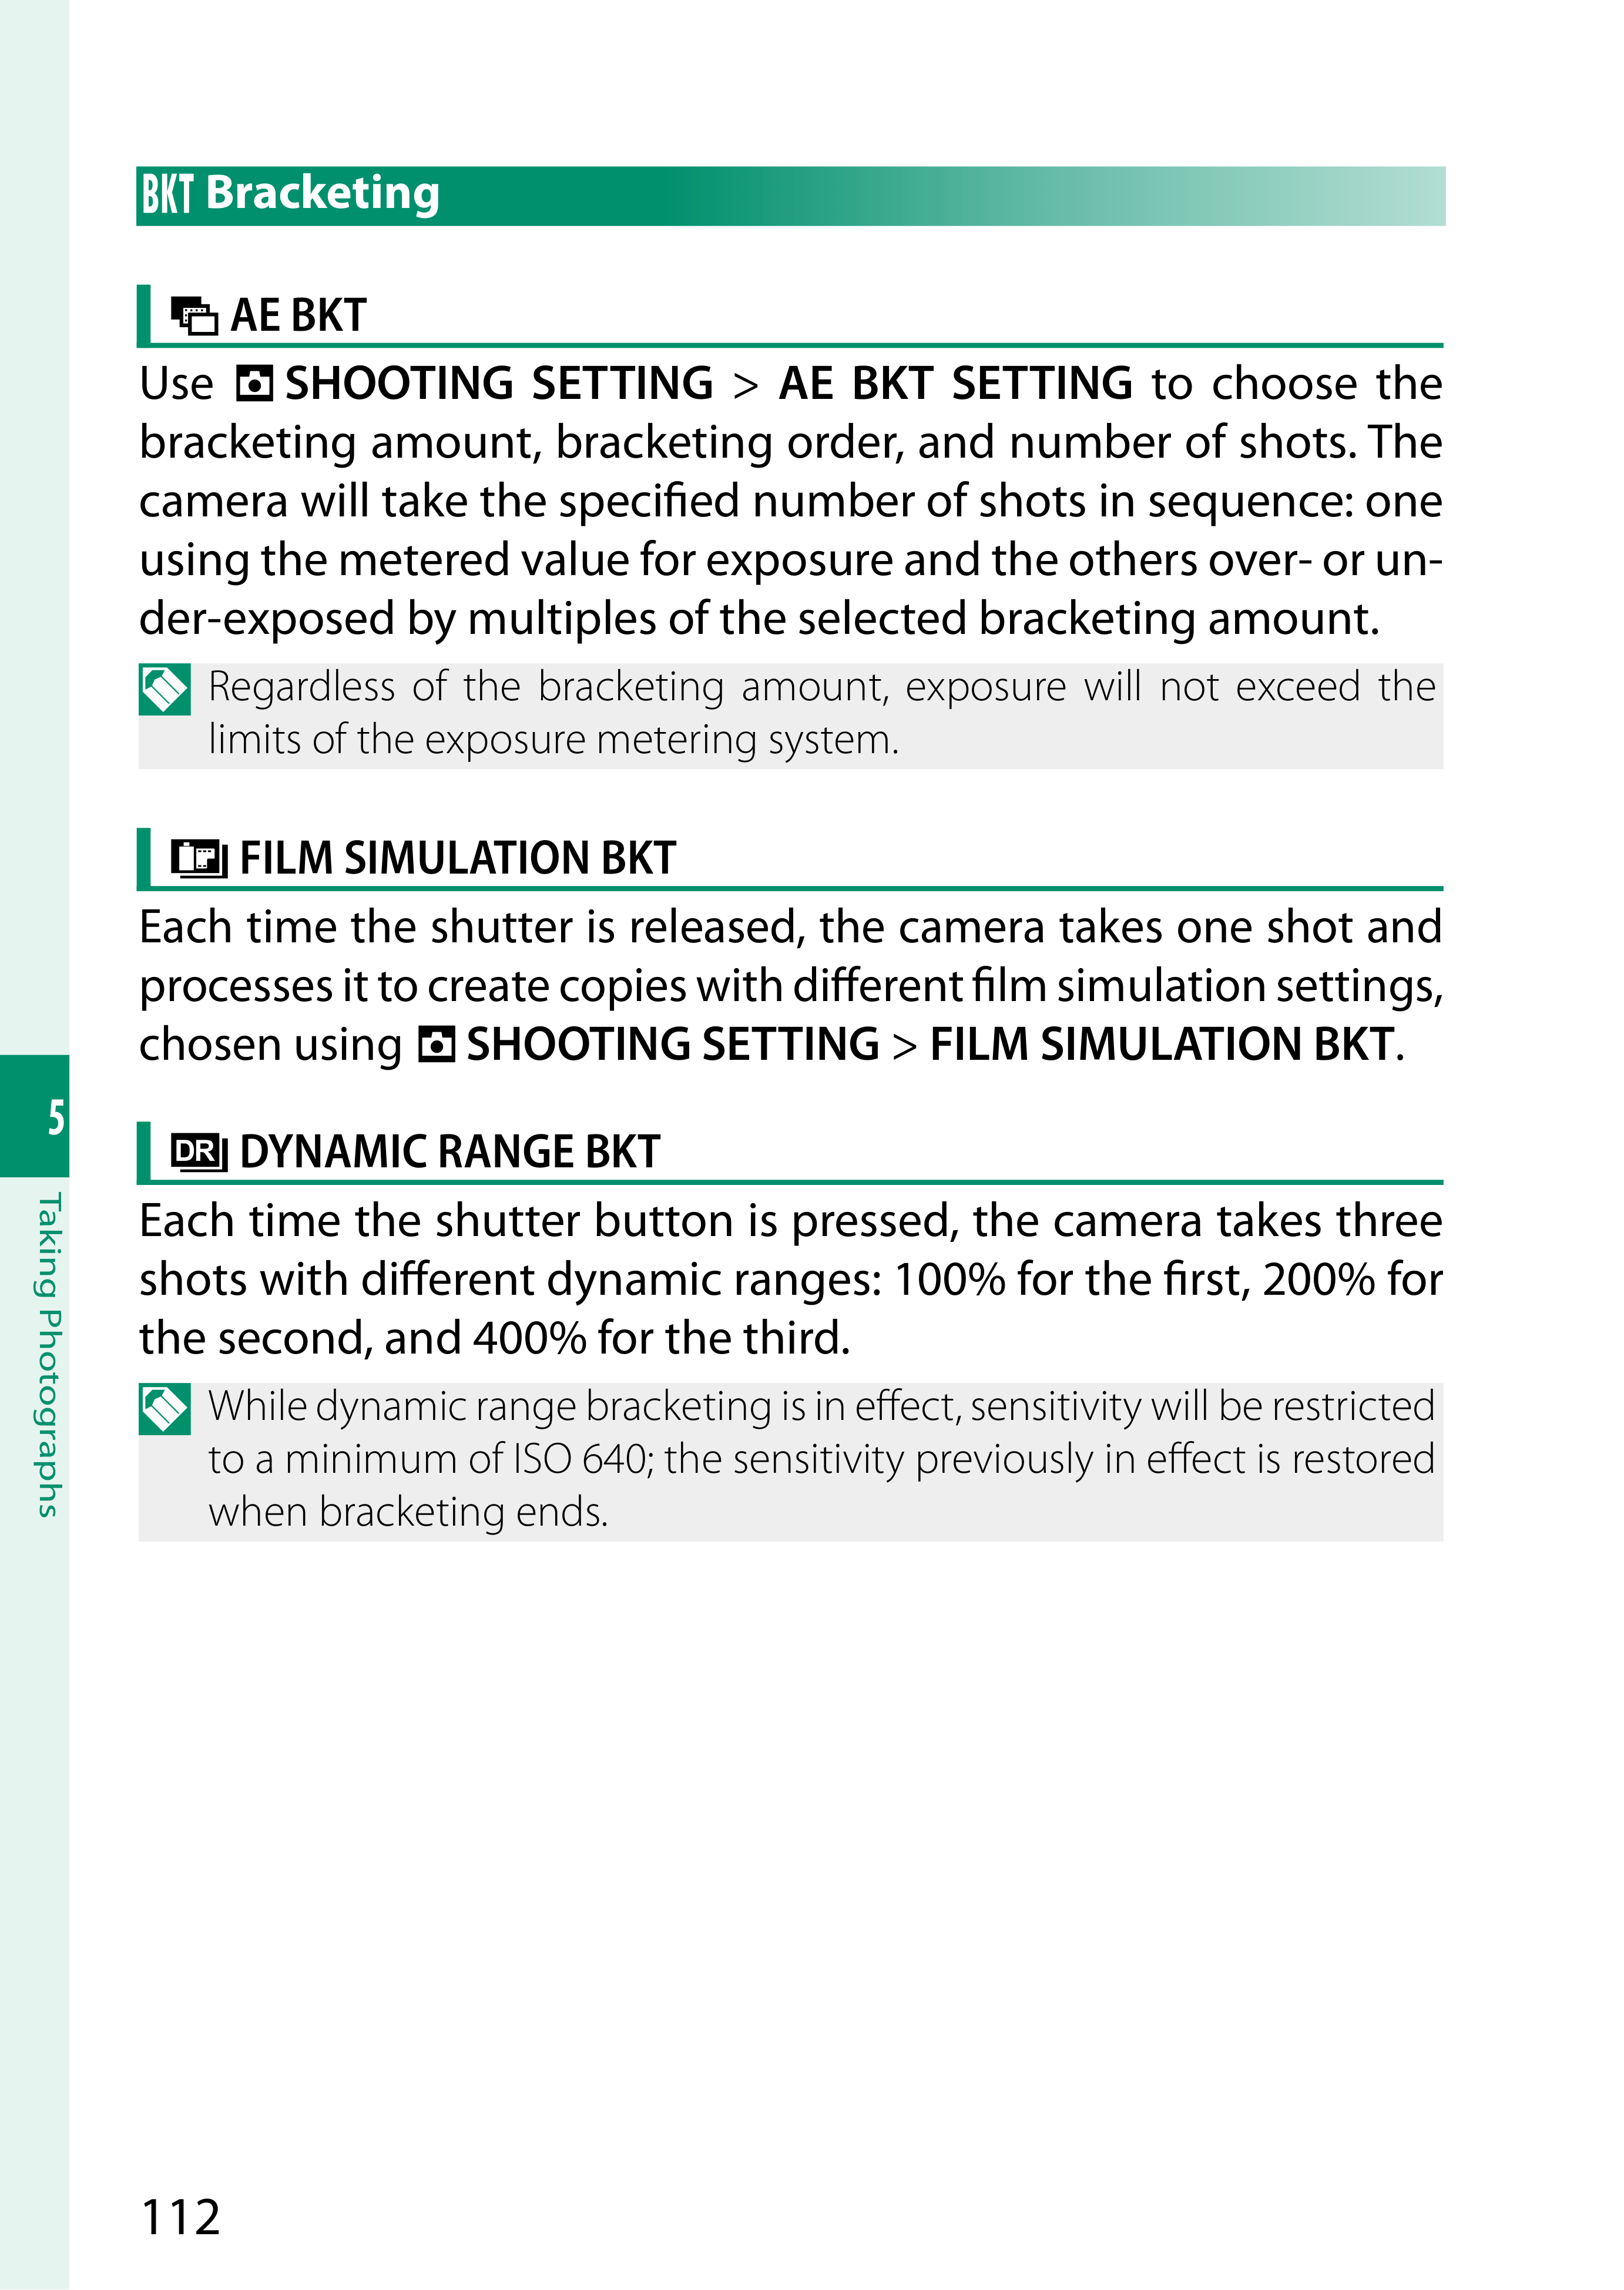 BKT Bracketing
AE BKT
Use SHOOTING SETTING > AE BKT SETTING to choose the
bracketing amount, bracketing order, and number of shots. The
camera will take the specified number of shots in sequence: one
using the metered value for exposure and the others over- or un-
der-exposed by multiples of the selected bracketing amount.
Regardless of the bracketing amount, exposure will not exceed the
limits of the exposure metering system.
FILM SIMULATION BKT
Each time the shutter is released, the camera takes one shot and
processes it to create copies with different film simulation settings,
chosen using SHOOTING SETTING > FILM SIMULATION BKT.
DR DYNAMIC RANGE BKT
Each time the shutter button is pressed, the camera takes three
shots with different dynamic ranges: 100% for the first, 200% for
the second, and 400% for the third.
While dynamic range bracketing is in effect, sensitivity will be restricted
to a minimum of ISO 640; the sensitivity previously in effect is restored
when bracketing ends.
5
Taking Photographs
112